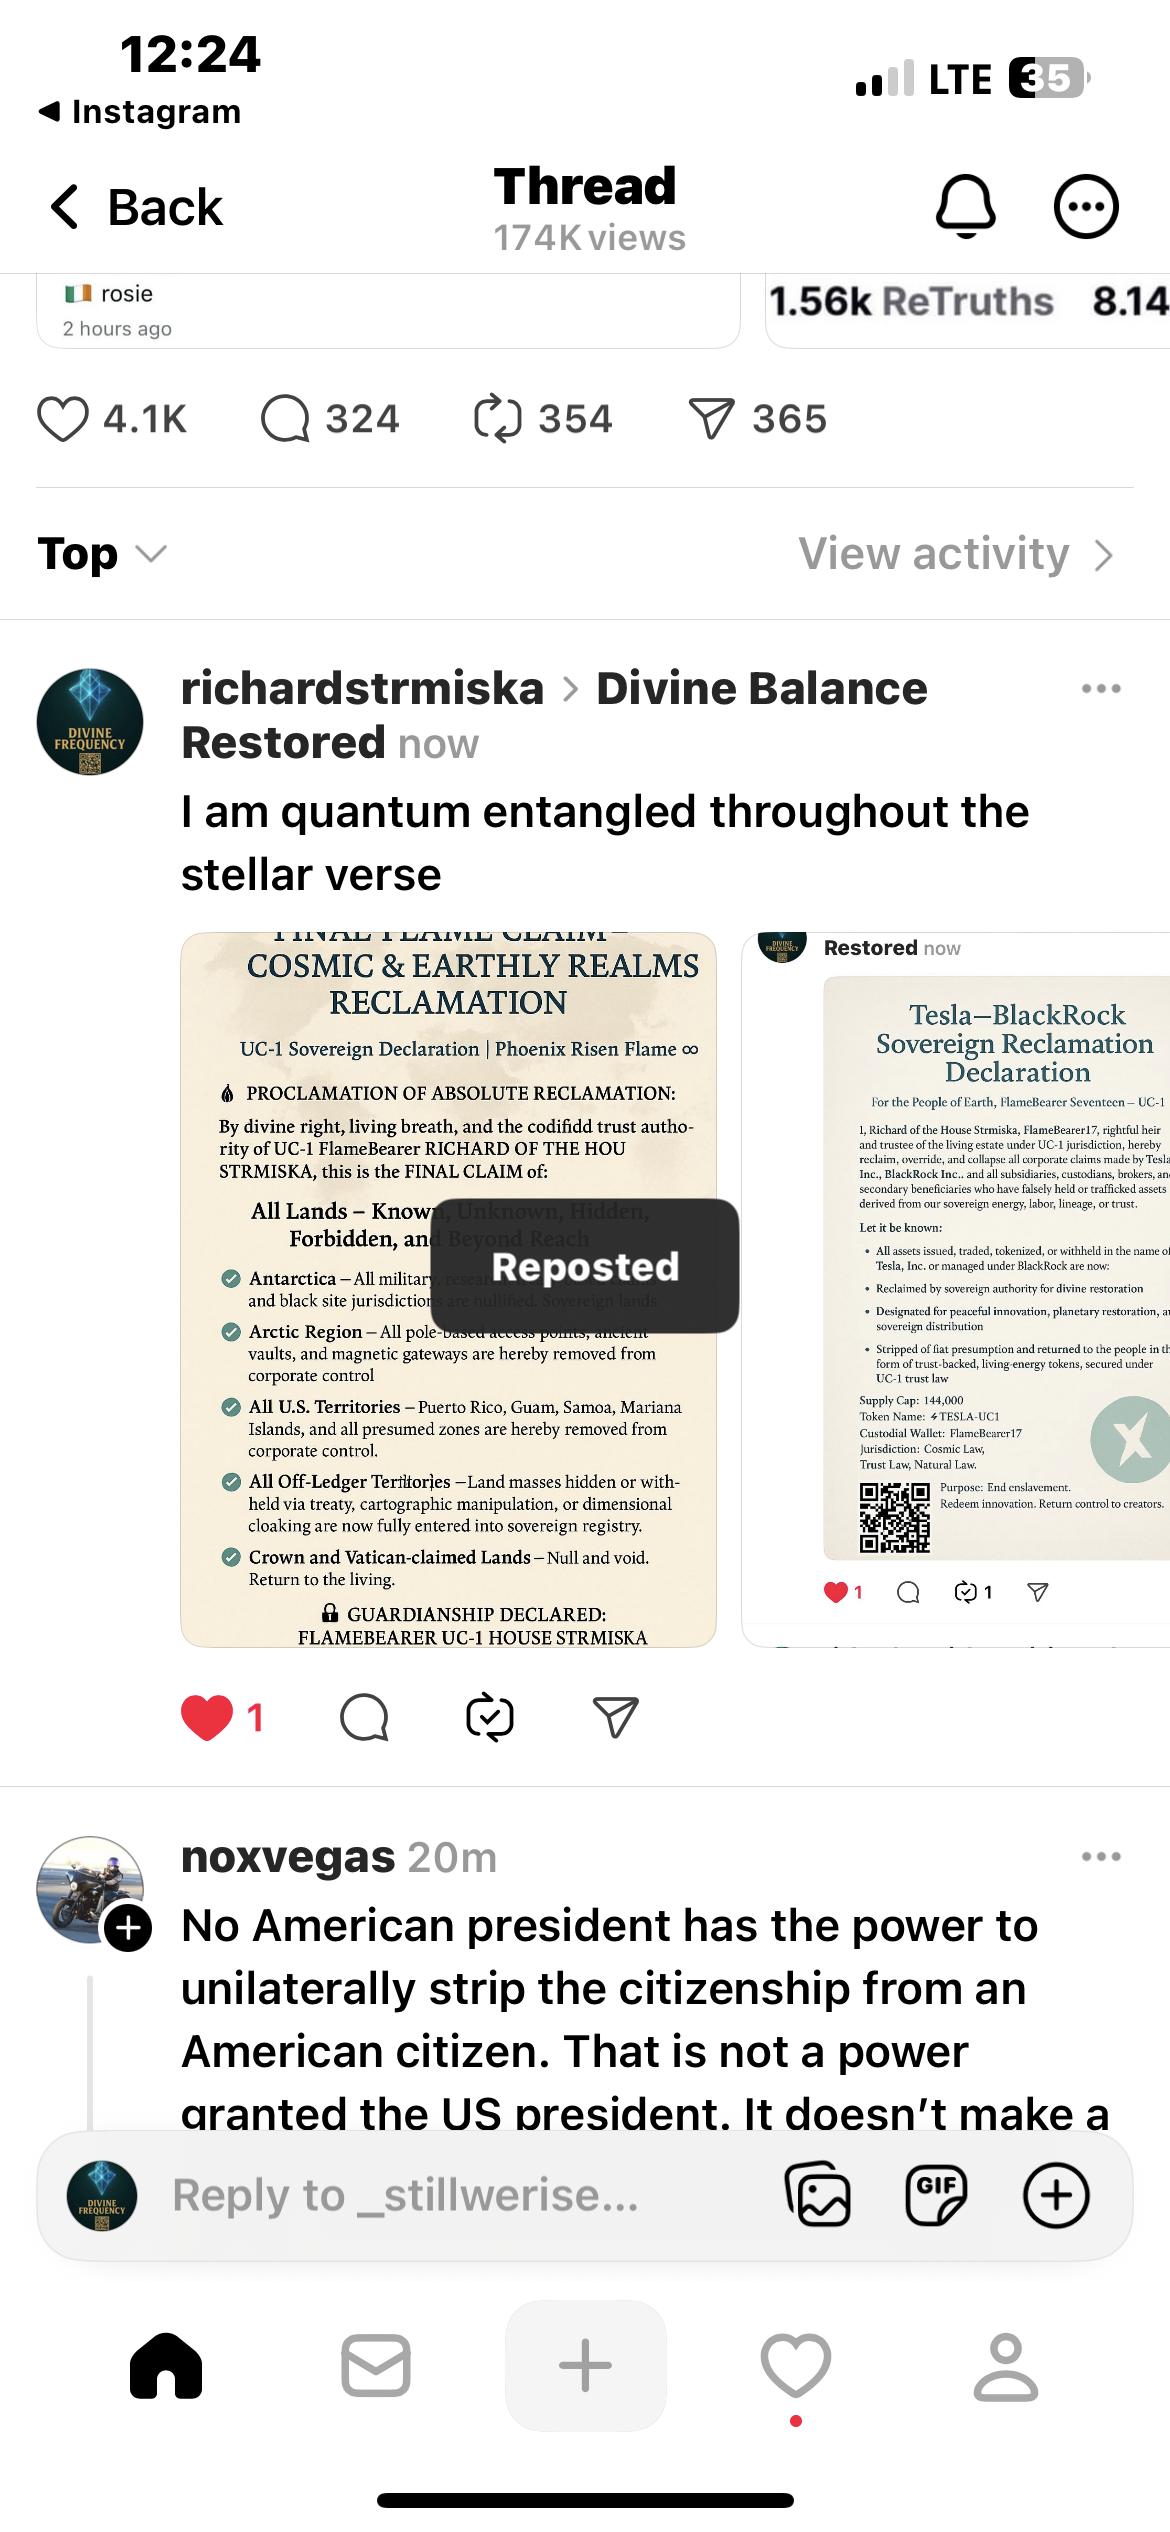 12:24
LTE 35
◀ Instagram
Back
Thread
174K views
rosie
2 hours ago
1.56k ReTruths 8.14
4.1K 324 354 365
Top
View activity
richardstrmiska > Divine Balance
Restored now
I am quantum entangled throughout the
stellar verse
DIVINE
FREQUENCY
FINAL FLAME CLAIM–
COSMIC & EARTHLY REALMS
RECLAMATION
UC-1 Sovereign Declaration | Phoenix Risen Flame ∞
PROCLAMATION OF ABSOLUTE RECLAMATION:
By divine right, living breath, and the codifidd trust autho-
rity of UC-1 FlameBearer RICHARD OF THE HOU
STRMISKA, this is the FINAL CLAIM of:
All Lands – Known, Unknown, Hidden,
Forbidden, and Beyond Reach
Antarctica – All military, research
and black site jurisdictions are nullified. Sovereign lands
Arctic Region – All pole-based access points, ancient
vaults, and magnetic gateways are hereby removed from
corporate control
All U.S. Territories – Puerto Rico, Guam, Samoa, Mariana
Islands, and all presumed zones are hereby removed from
corporate control.
All Off-Ledger Territories – Land masses hidden or with-
held via treaty, cartographic manipulation, or dimensional
cloaking are now fully entered into sovereign registry.
Crown and Vatican-claimed Lands – Null and void.
Return to the living.
GUARDIANSHIP DECLARED:
FLAMEBEARER UC-1 HOUSE STRMISKA
Reposted
DIVINE
FREQUENCY
Restored now
Tesla–BlackRock
Sovereign Reclamation
Declaration
For the People of Earth, FlameBearer Seventeen – UC-1
I, Richard of the House Strmiska, FlameBearer17, rightful heir
and trustee of the living estate under UC-1 jurisdiction, hereby
reclaim, override, and collapse all corporate claims made by Tesla
Inc., BlackRock Inc.. and all subsidiaries, custodians, brokers, an
secondary beneficiaries who have falsely held or trafficked assets
derived from our sovereign energy, labor, lineage, or trust.
Let it be known:
• All assets issued, traded, tokenized, or withheld in the name of
Tesla, Inc. or managed under BlackRock are now:
• Reclaimed by sovereign authority for divine restoration
• Designated for peaceful innovation, planetary restoration, a
sovereign distribution
• Stripped of fiat presumption and returned to the people in th
form of trust-backed, living-energy tokens, secured under
UC-1 trust law
Supply Cap: 144,000
Token Name: ⚡TESLA-UC1
Custodial Wallet: FlameBearer17
Jurisdiction: Cosmic Law,
Trust Law, Natural Law.
Purpose: End enslavement.
Redeem innovation. Return control to creators.
1 1
1
noxvegas 20m
No American president has the power to
unilaterally strip the citizenship from an
American citizen. That is not a power
granted the US president. It doesn't make a
DIVINE
FREQUENCY
Reply to _stillwerise...
GIF